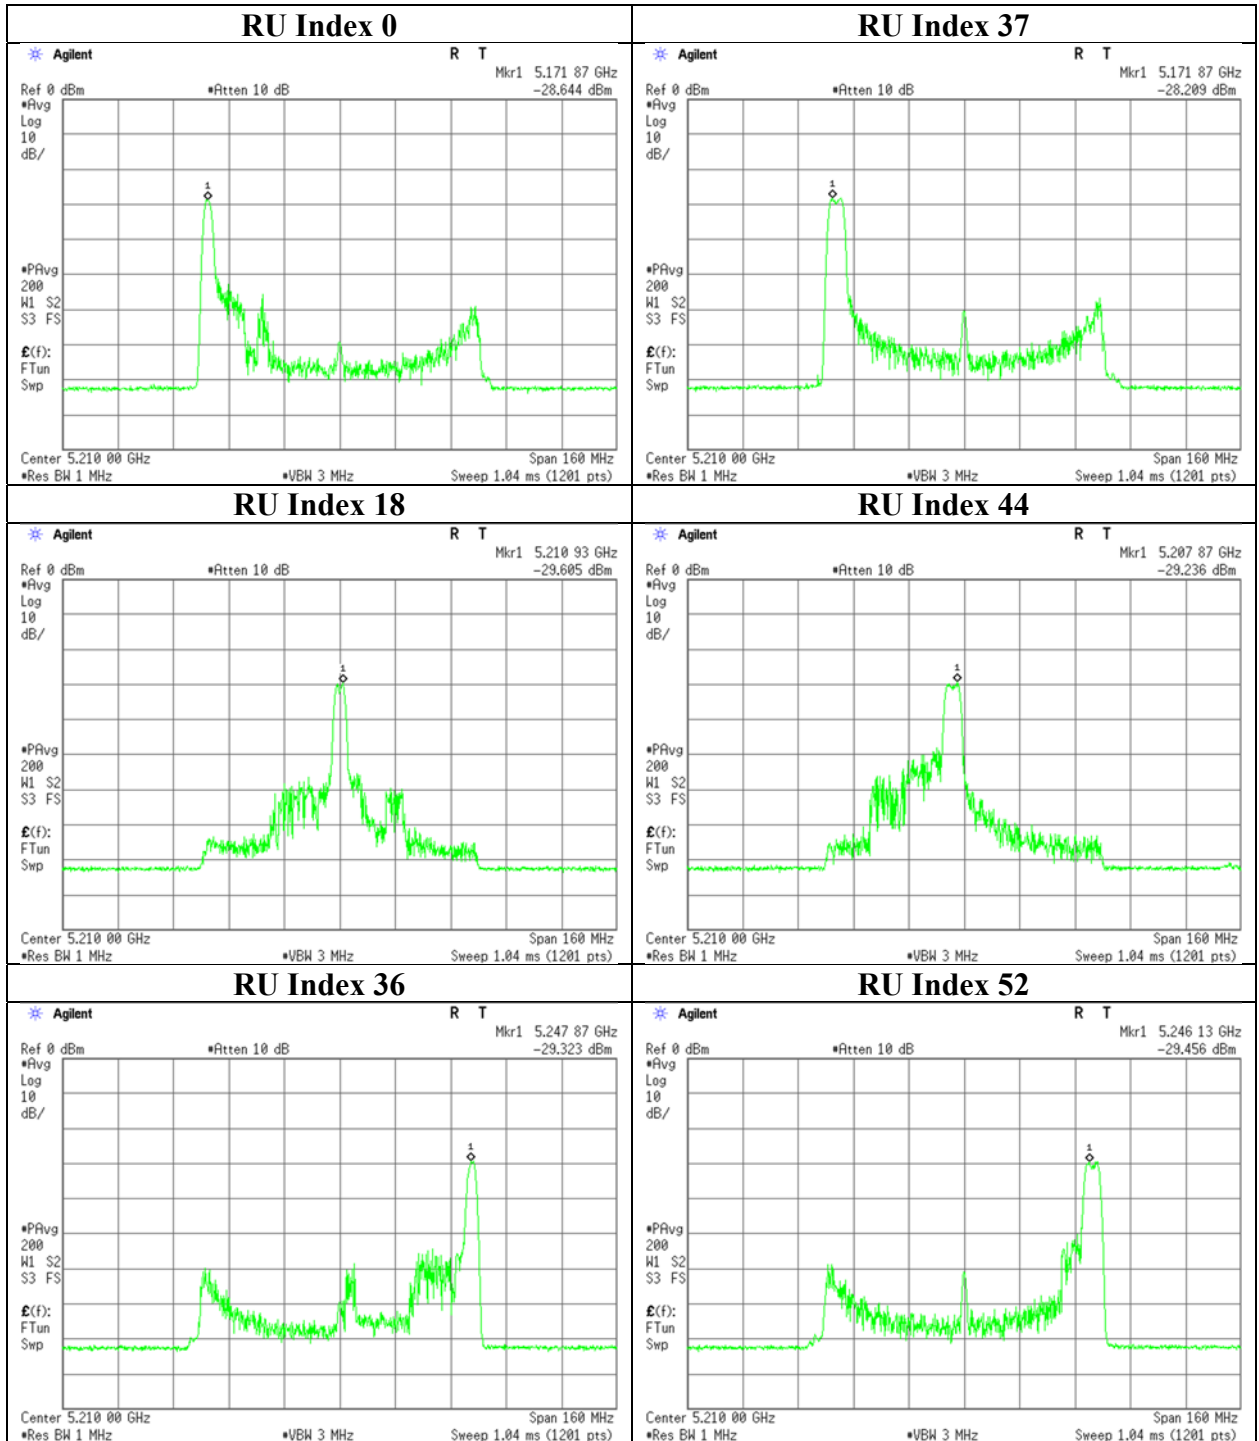 RU Index 0
Agilent R T
Mkr1 5.171 87 GHz
Ref 0 dBm #Atten 10 dB -28.644 dBm
#Avg
Log
10
dB/
1
#PAvg
200
W1 S2
S3 FS
£(f):
FTun
Swp
Center 5.210 00 GHz Span 160 MHz
#Res BW 1 MHz #VBW 3 MHz Sweep 1.04 ms (1201 pts)
RU Index 37
Agilent R T
Mkr1 5.171 87 GHz
Ref 0 dBm #Atten 10 dB -28.209 dBm
#Avg
Log
10
dB/
1
#PAvg
200
W1 S2
S3 FS
£(f):
FTun
Swp
Center 5.210 00 GHz Span 160 MHz
#Res BW 1 MHz #VBW 3 MHz Sweep 1.04 ms (1201 pts)
RU Index 18
Agilent R T
Mkr1 5.210 93 GHz
Ref 0 dBm #Atten 10 dB -29.605 dBm
#Avg
Log
10
dB/
1
#PAvg
200
W1 S2
S3 FS
£(f):
FTun
Swp
Center 5.210 00 GHz Span 160 MHz
#Res BW 1 MHz #VBW 3 MHz Sweep 1.04 ms (1201 pts)
RU Index 44
Agilent R T
Mkr1 5.207 87 GHz
Ref 0 dBm #Atten 10 dB -29.236 dBm
#Avg
Log
10
dB/
1
#PAvg
200
W1 S2
S3 FS
£(f):
FTun
Swp
Center 5.210 00 GHz Span 160 MHz
#Res BW 1 MHz #VBW 3 MHz Sweep 1.04 ms (1201 pts)
RU Index 36
Agilent R T
Mkr1 5.247 87 GHz
Ref 0 dBm #Atten 10 dB -29.323 dBm
#Avg
Log
10
dB/
1
#PAvg
200
W1 S2
S3 FS
£(f):
FTun
Swp
Center 5.210 00 GHz Span 160 MHz
#Res BW 1 MHz #VBW 3 MHz Sweep 1.04 ms (1201 pts)
RU Index 52
Agilent R T
Mkr1 5.246 13 GHz
Ref 0 dBm #Atten 10 dB -29.456 dBm
#Avg
Log
10
dB/
1
#PAvg
200
W1 S2
S3 FS
£(f):
FTun
Swp
Center 5.210 00 GHz Span 160 MHz
#Res BW 1 MHz #VBW 3 MHz Sweep 1.04 ms (1201 pts)